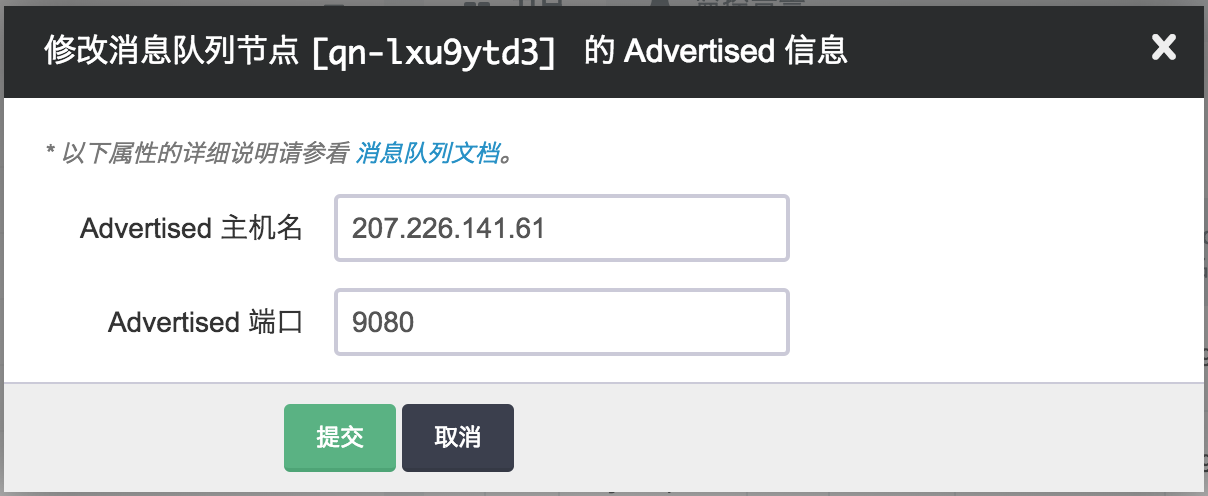 修改消息队列节点 [qn-lxu9ytd3] 的 Advertised 信息
* 以下属性的详细说明请参看 消息队列文档。
Advertised 主机名 207.226.141.61
Advertised 端口 9080
提交 取消